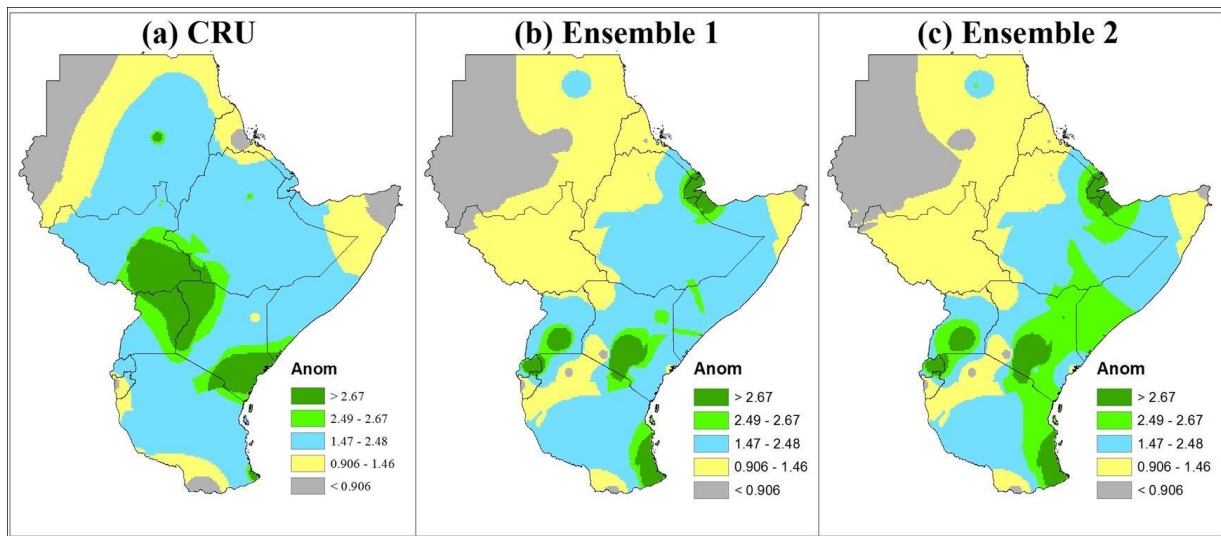 (a) CRU
(b) Ensemble 1
(c) Ensemble 2
Anom
> 2.67
2.49 - 2.67
1.47 - 2.48
0.906 - 1.46
< 0.906
Anom
> 2.67
2.49 - 2.67
1.47 - 2.48
0.906 - 1.46
< 0.906
Anom
> 2.67
2.49 - 2.67
1.47 - 2.48
0.906 - 1.46
< 0.906